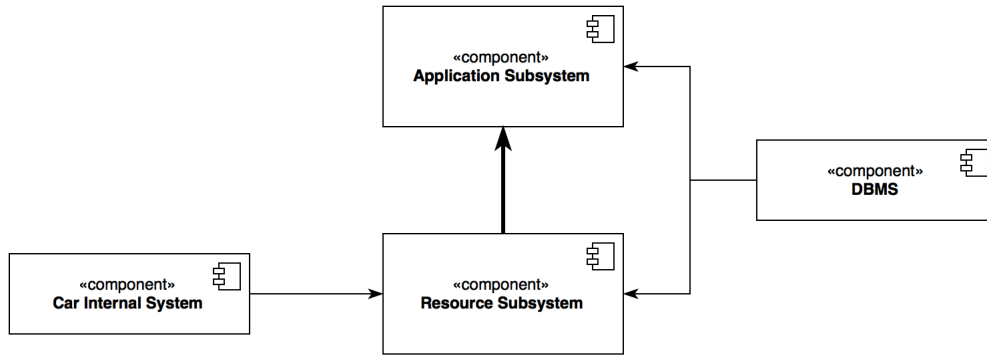 «component»
Application Subsystem
«component»
DBMS
«component»
Car Internal System
«component»
Resource Subsystem